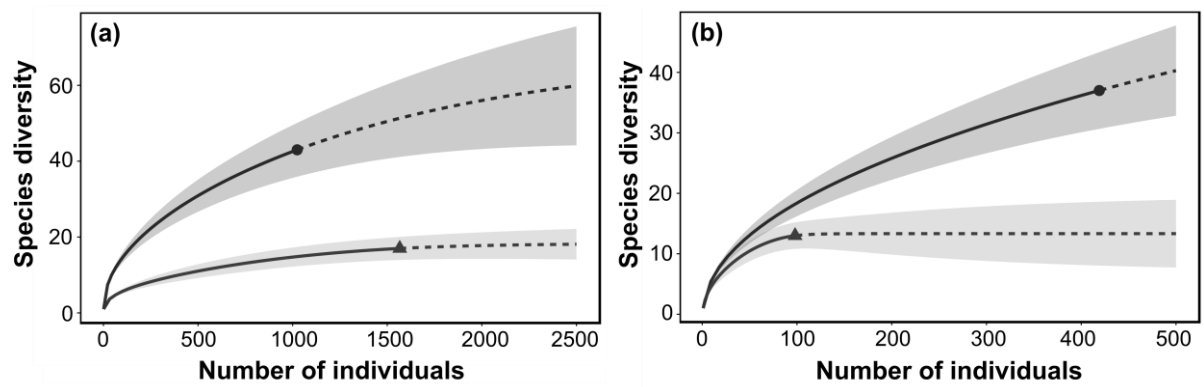 (a)
Species diversity
60
40
20
0
0 500 1000 1500 2000 2500
Number of individuals
(b)
Species diversity
40
30
20
10
0
0 100 200 300 400 500
Number of individuals